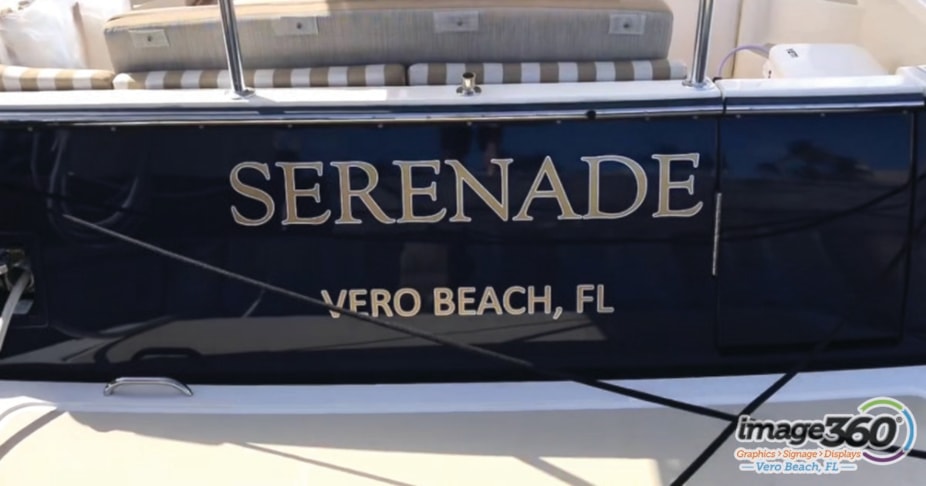 SERENADE
VERO BEACH, FL
image360®
Graphics > Signage > Displays
Vero Beach, FL